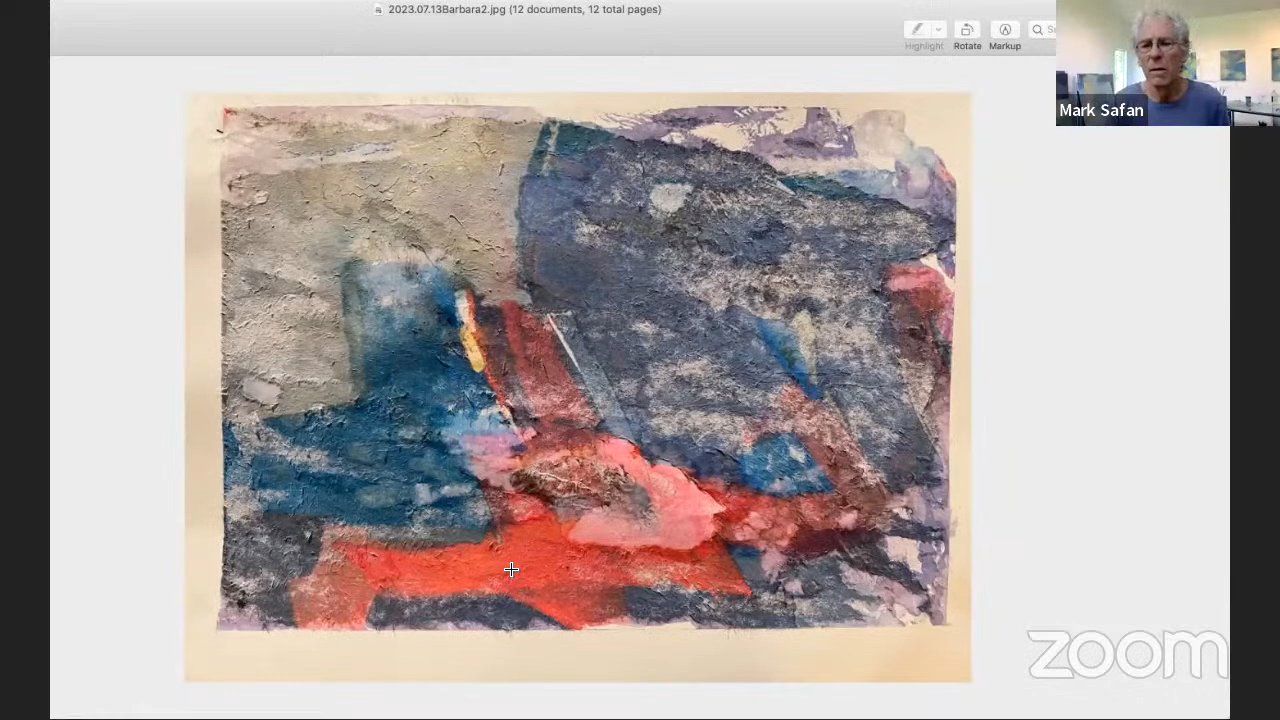 2023.07.13Barbara2.jpg (12 documents, 12 total pages)
Highlight
Rotate
Markup
Mark Safan
zoom